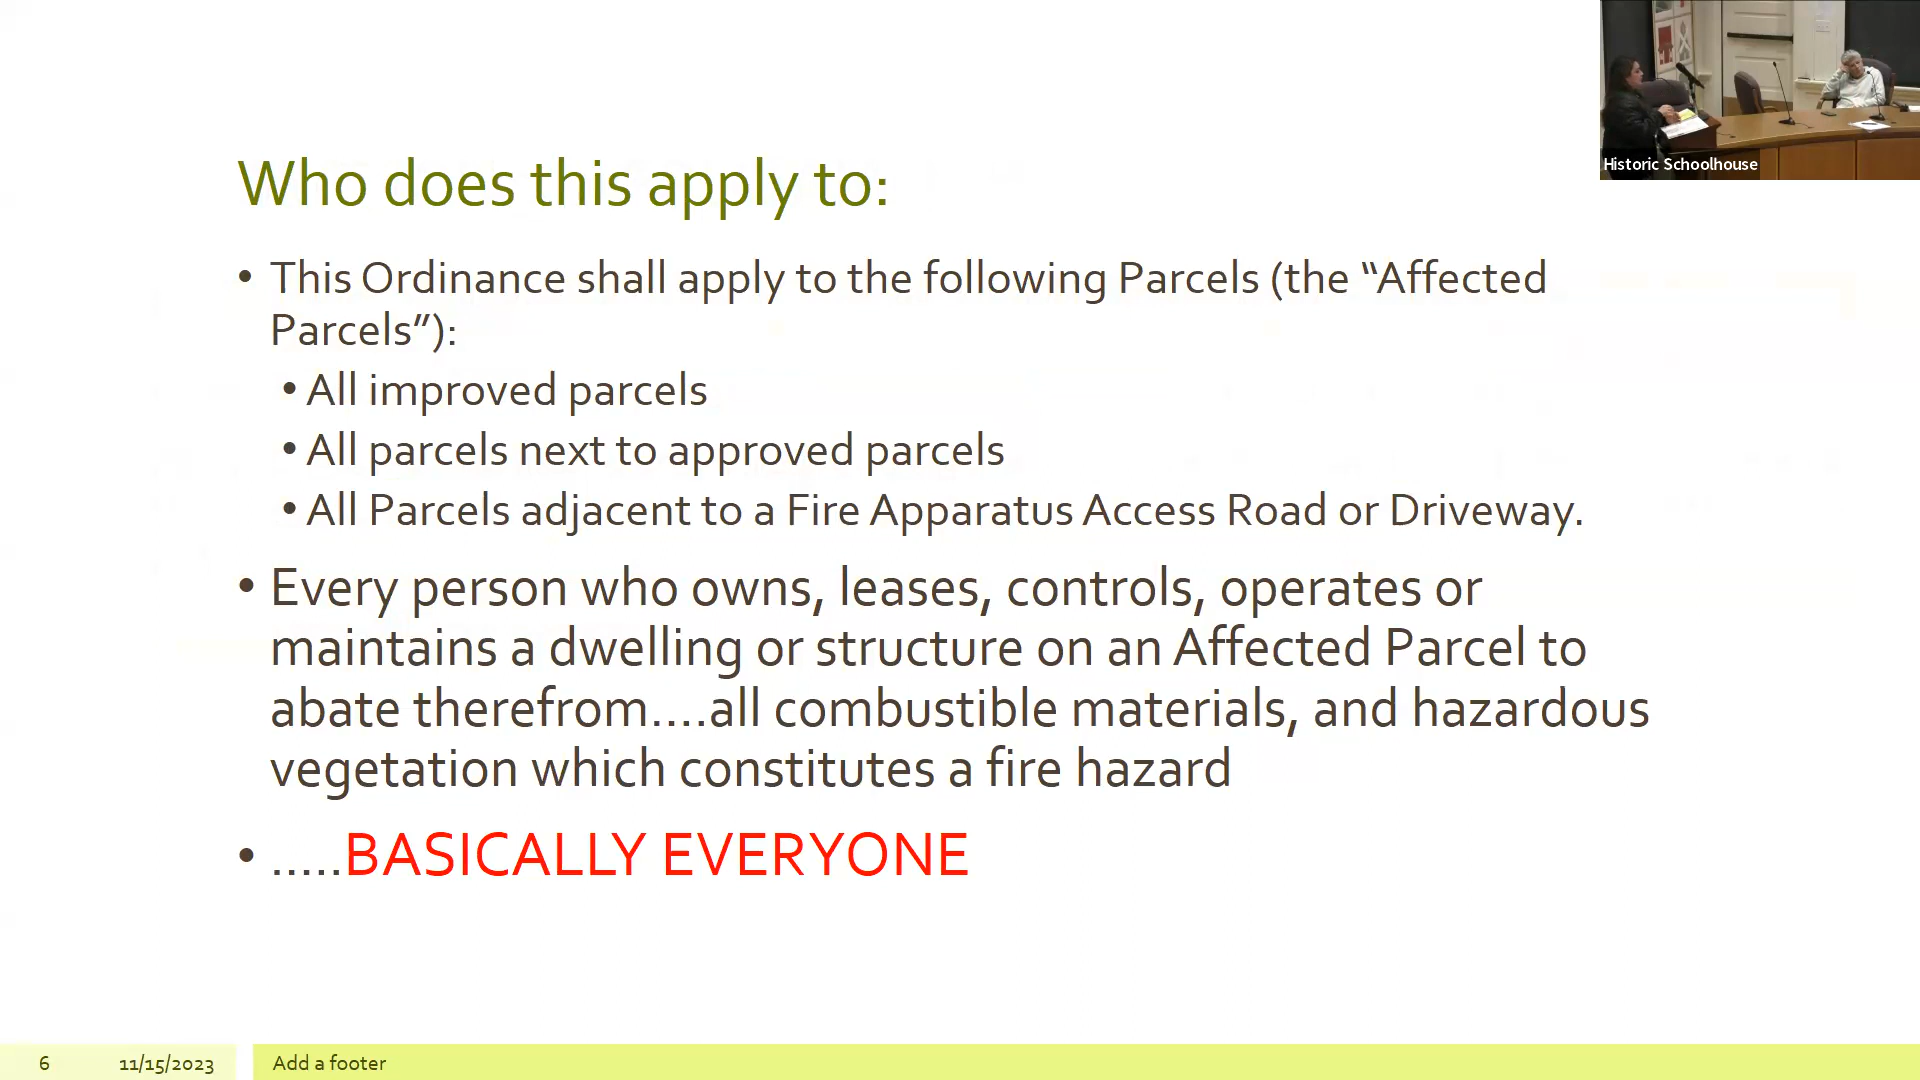 Historic Schoolhouse
Who does this apply to:
• This Ordinance shall apply to the following Parcels (the “Affected
Parcels”):
• All improved parcels
• All parcels next to approved parcels
• All Parcels adjacent to a Fire Apparatus Access Road or Driveway.
• Every person who owns, leases, controls, operates or
maintains a dwelling or structure on an Affected Parcel to
abate therefrom....all combustible materials, and hazardous
vegetation which constitutes a fire hazard
• .....BASICALLY EVERYONE
6 11/15/2023 Add a footer